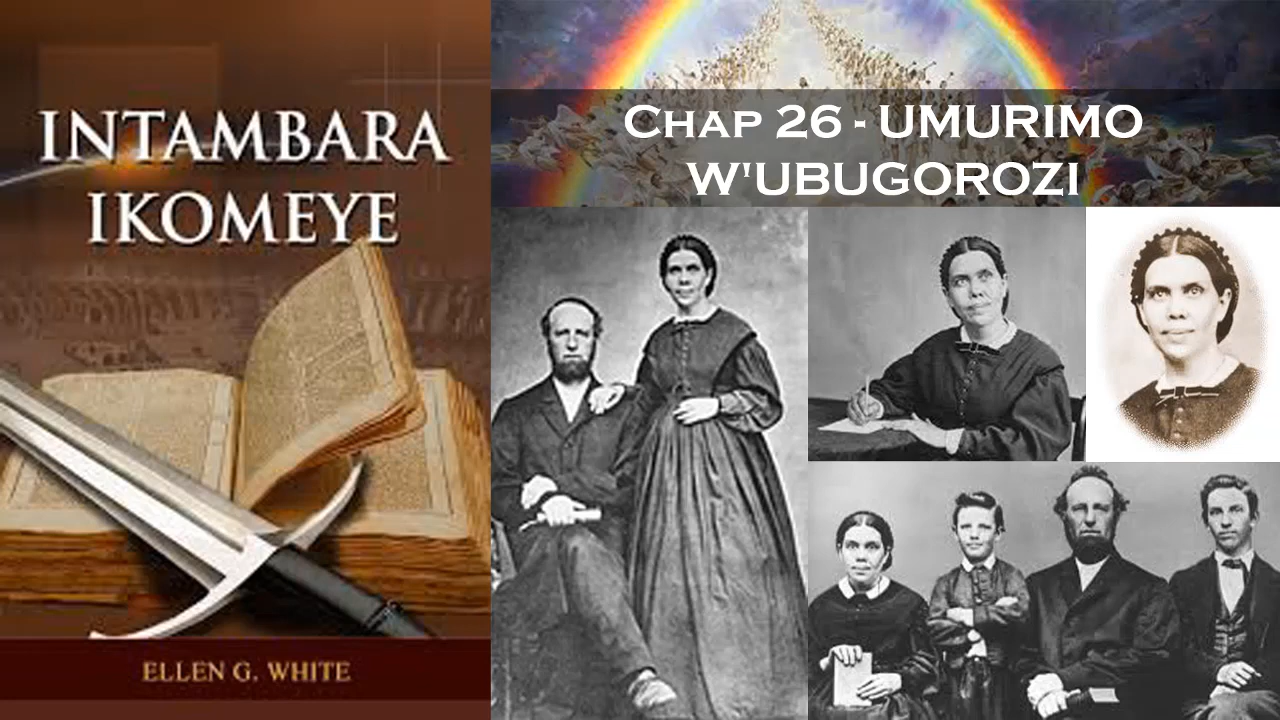 INTAMBARA
IKOMEYE
ELLEN G. WHITE
CHAP 26 - UMURIMO
W'UBUGOROZI